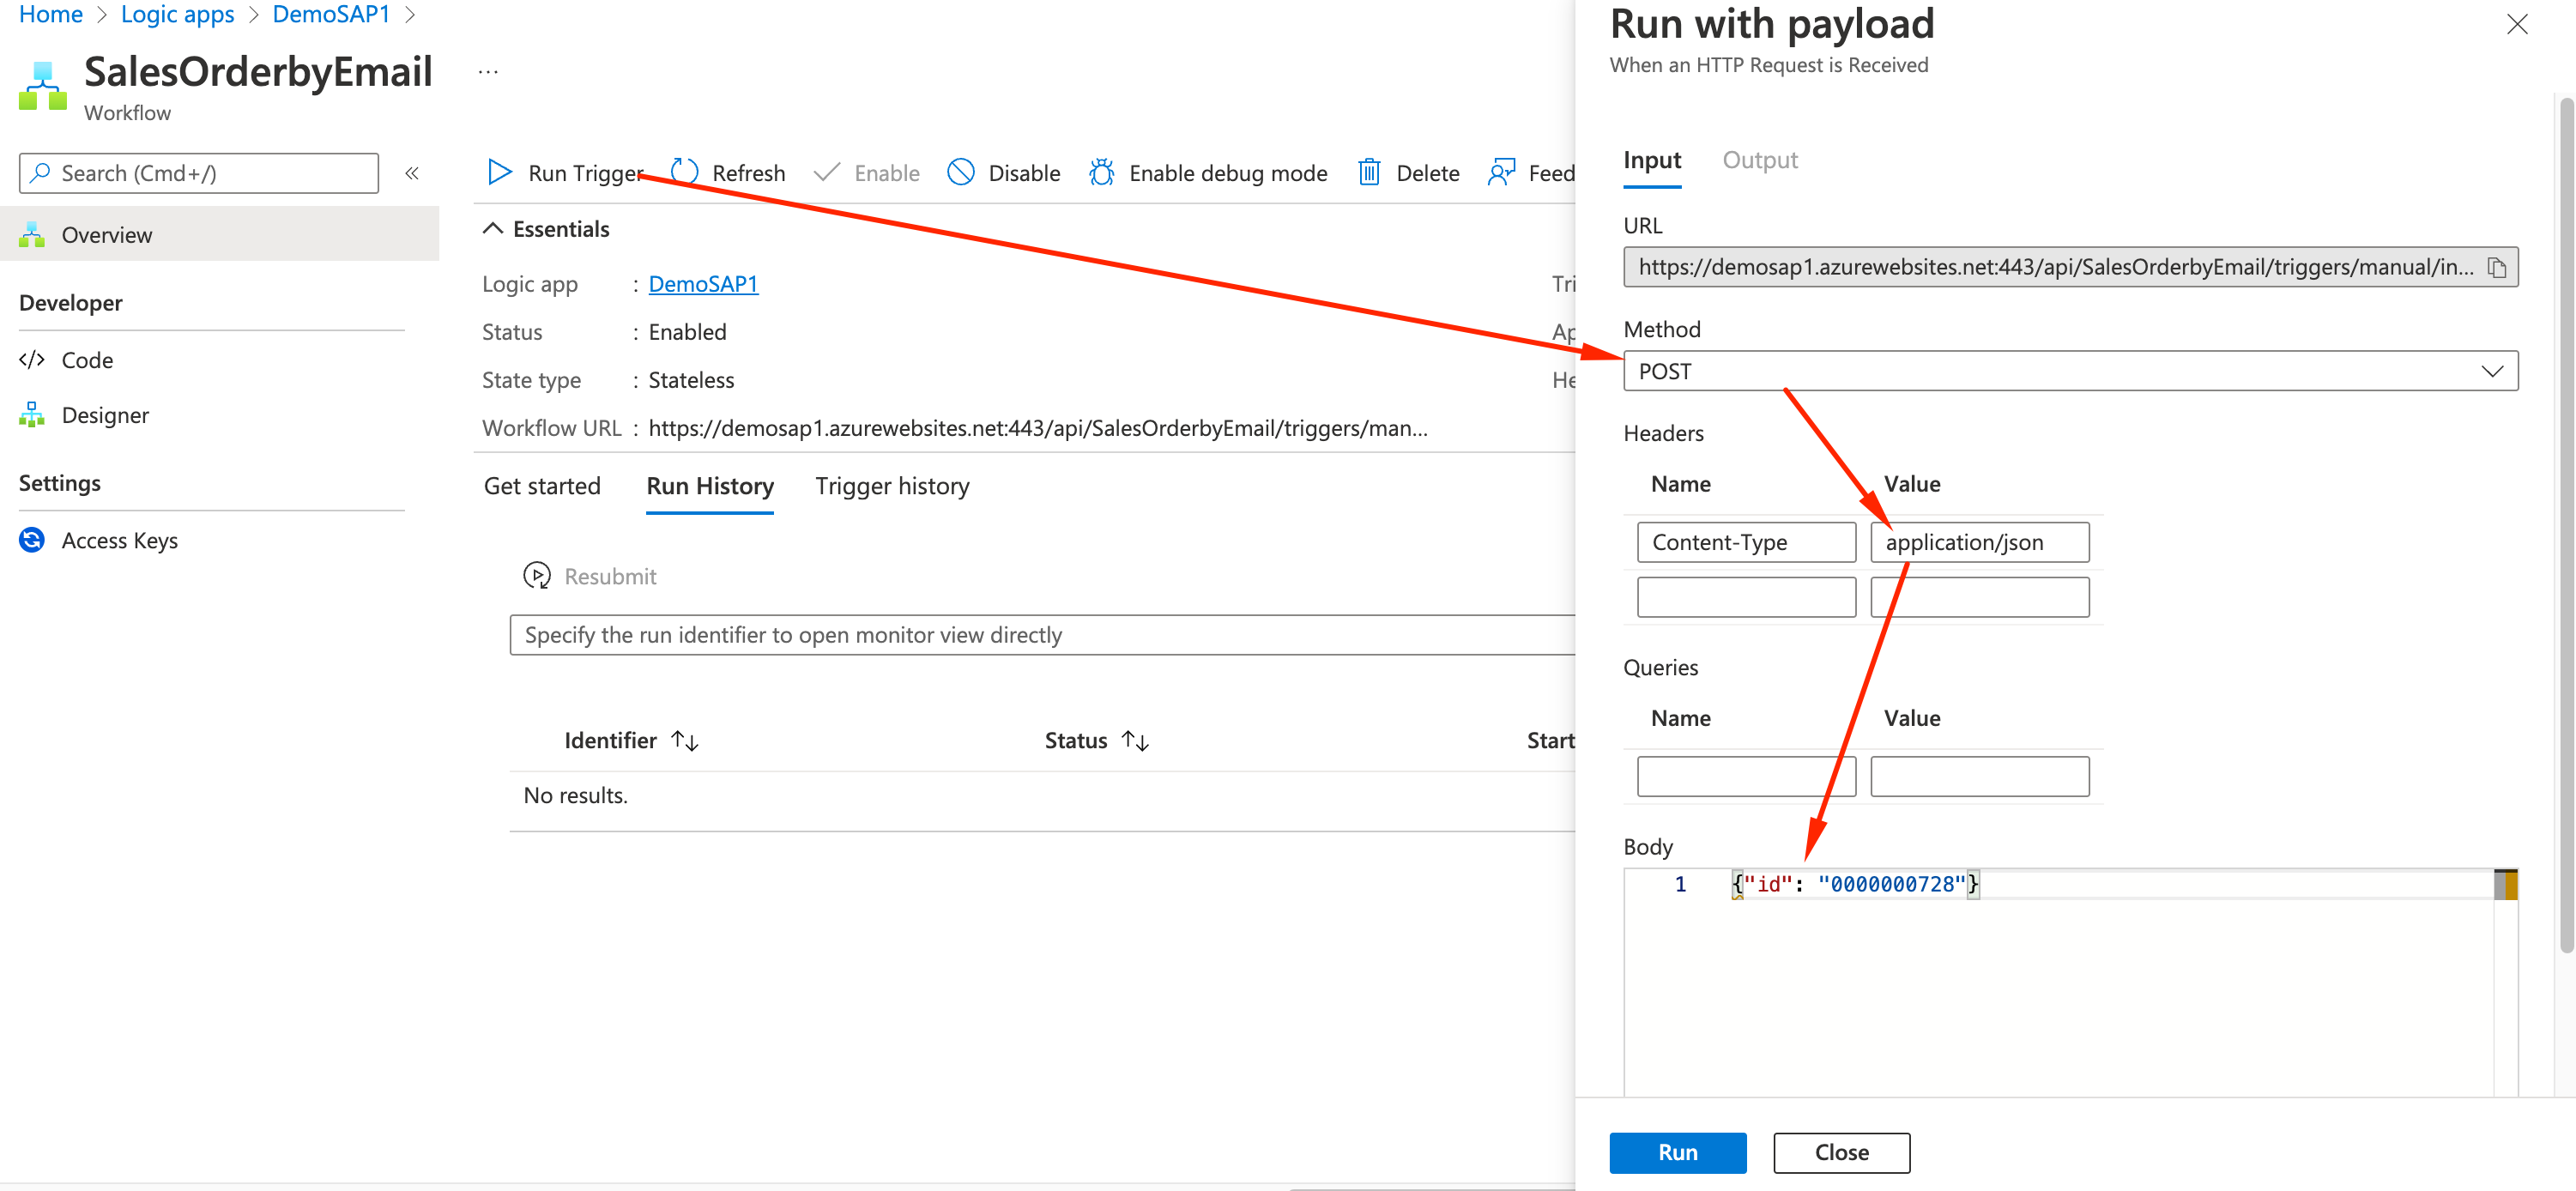 Home > Logic apps > DemoSAP1 >
SalesOrderbyEmail ...
Workflow
Search (Cmd+/)
«
Overview
Developer
</> Code
Designer
Settings
Access Keys
Run Trigger Refresh Enable Disable Enable debug mode Delete Feed
Essentials
Logic app : DemoSAP1
Status : Enabled
State type : Stateless
Workflow URL : https://demosap1.azurewebsites.net:443/api/SalesOrderbyEmail/triggers/man...
Tri
Ap
He
Get started Run History Trigger history
Resubmit
Specify the run identifier to open monitor view directly
Identifier ↑↓ Status ↑↓ Start
No results.
Run with payload
When an HTTP Request is Received
Input Output
URL
https://demosap1.azurewebsites.net:443/api/SalesOrderbyEmail/triggers/manual/in...
Method
POST
Headers
Name Value
Content-Type application/json
Queries
Name Value
Body
1 {"id": "0000000728"}
Run Close